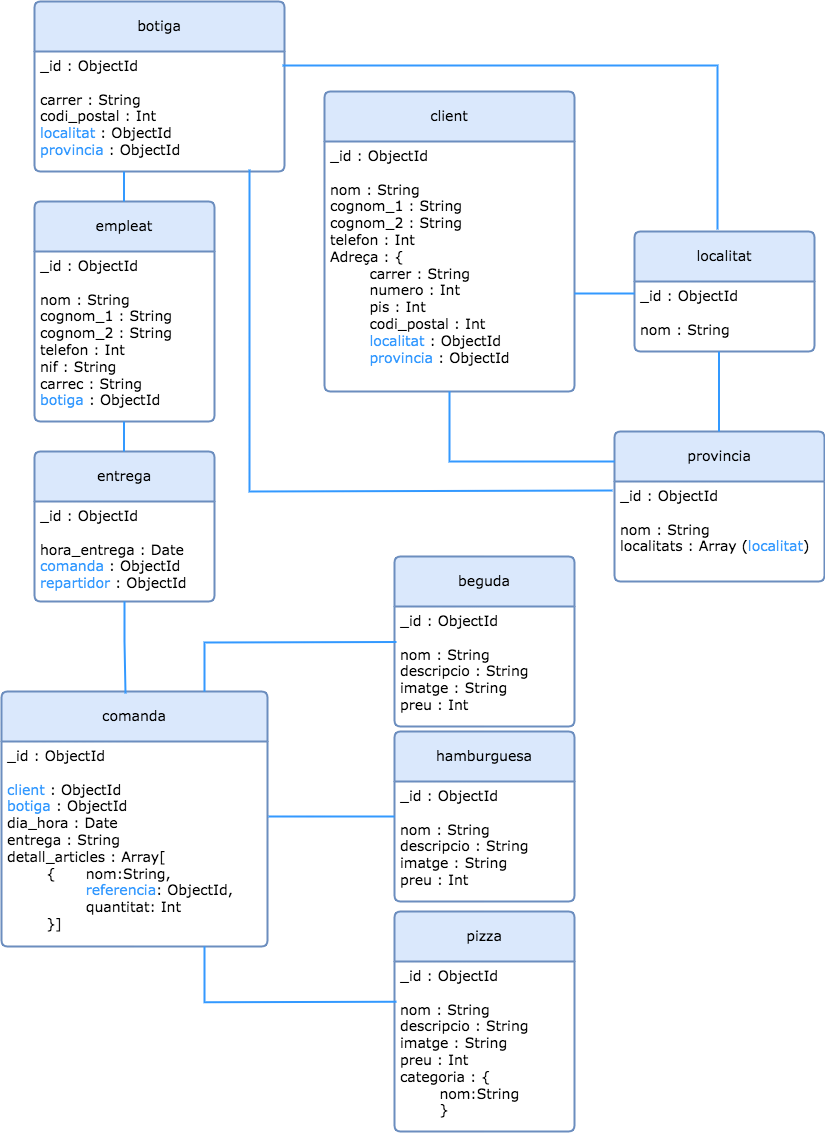 botiga
_id : ObjectId
carrer : String
codi_postal : Int
localitat : ObjectId
provincia : ObjectId
client
_id : ObjectId
nom : String
cognom_1 : String
cognom_2 : String
telefon : Int
Adreça : {
carrer : String
numero : Int
pis : Int
codi_postal : Int
localitat : ObjectId
provincia : ObjectId
empleat
_id : ObjectId
nom : String
cognom_1 : String
cognom_2 : String
telefon : Int
nif : String
carrec : String
botiga : ObjectId
localitat
_id : ObjectId
nom : String
provincia
_id : ObjectId
nom : String
localitats : Array (localitat)
entrega
_id : ObjectId
hora_entrega : Date
comanda : ObjectId
repartidor : ObjectId
beguda
_id : ObjectId
nom : String
descripcio : String
imatge : String
preu : Int
comanda
_id : ObjectId
client : ObjectId
botiga : ObjectId
dia_hora : Date
entrega : String
detall_articles : Array[
{ nom:String,
referencia: ObjectId,
quantitat: Int
}]
hamburguesa
_id : ObjectId
nom : String
descripcio : String
imatge : String
preu : Int
pizza
_id : ObjectId
nom : String
descripcio : String
imatge : String
preu : Int
categoria : {
nom:String
}